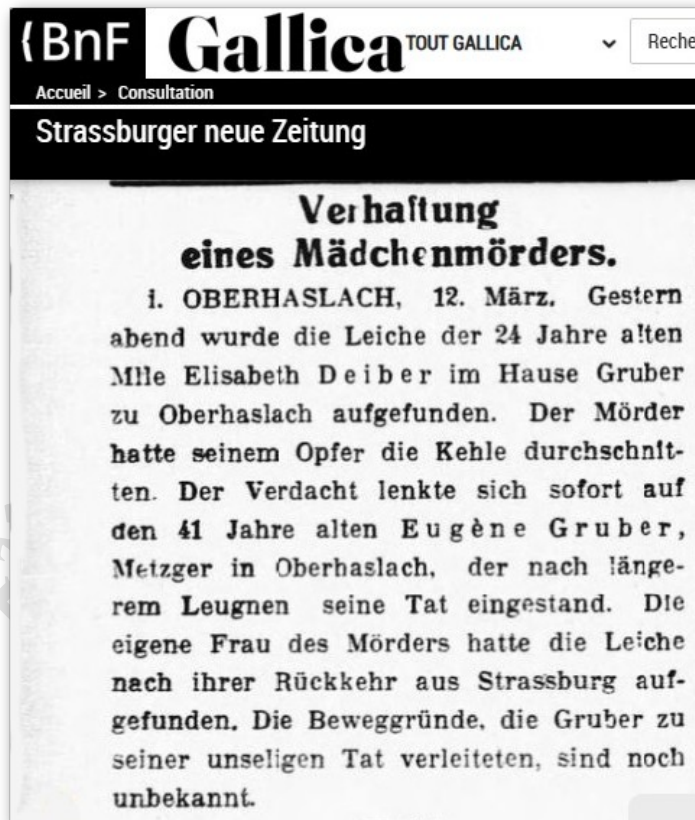 {BnF Gallica TOUT GALLICA Reche
Accueil > Consultation
Strassburger neue Zeitung
Verhaftung
eines Mädchenmörders.
i. OBERHASLACH, 12. März. Gestern
abend wurde die Leiche der 24 Jahre alten
Mlle Elisabeth Deiber im Hause Gruber
zu Oberhaslach aufgefunden. Der Mörder
hatte seinem Opfer die Kehle durchschnit-
ten. Der Verdacht lenkte sich sofort auf
den 41 Jahre alten Eugène Gruber,
Metzger in Oberhaslach, der nach länge-
rem Leugnen seine Tat eingestand. Die
eigene Frau des Mörders hatte die Leiche
nach ihrer Rückkehr aus Strassburg auf-
gefunden. Die Beweggründe, die Gruber zu
seiner unseligen Tat verleiteten, sind noch
unbekannt.